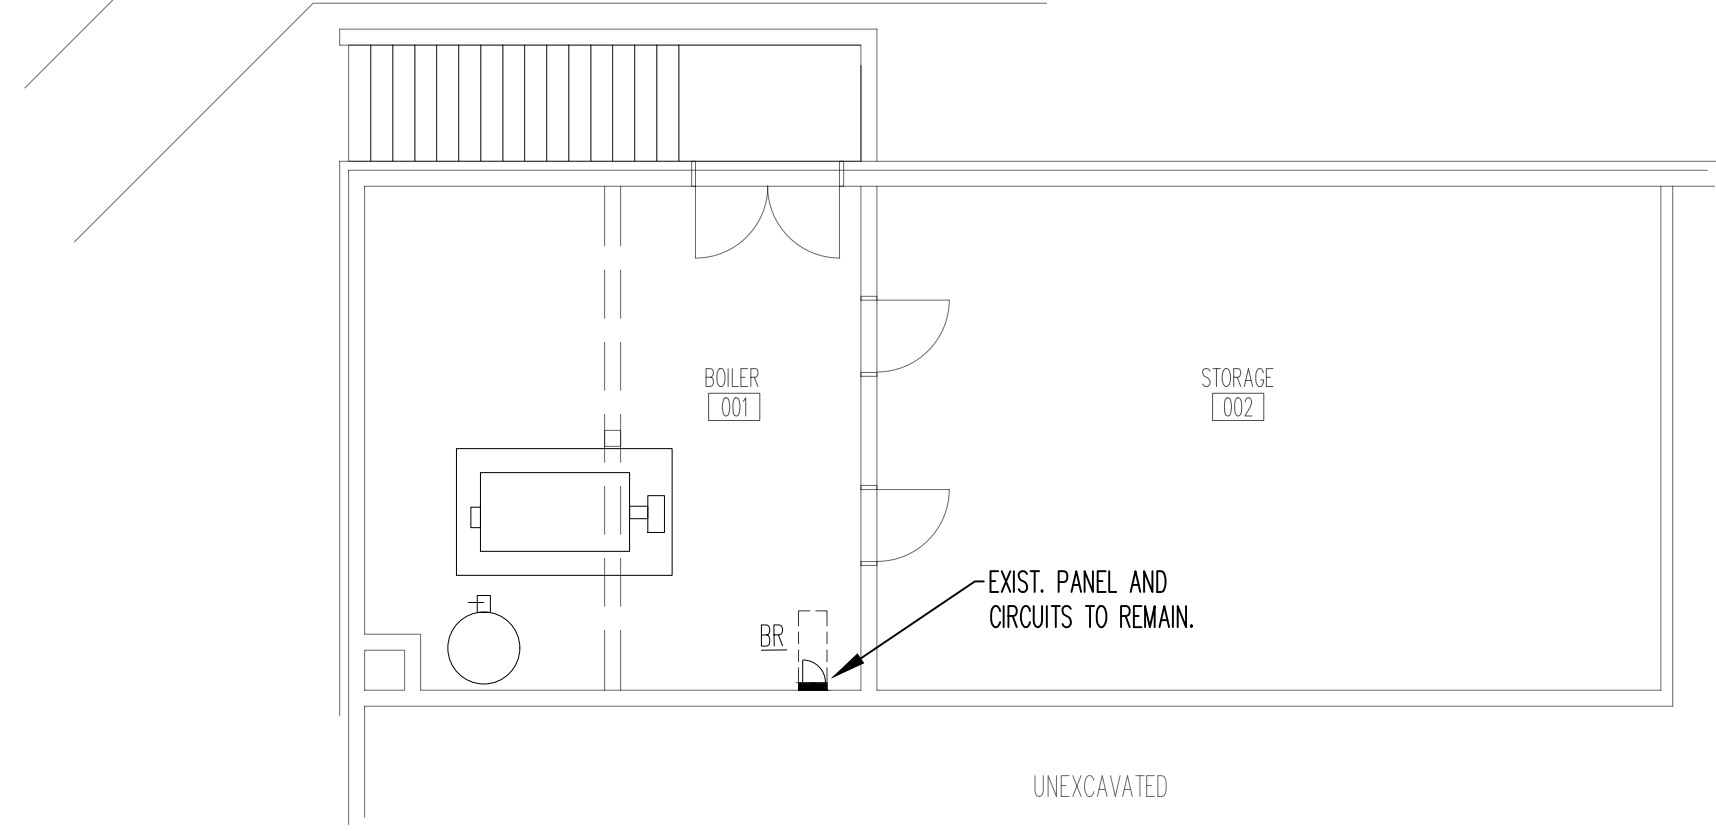 BOILER
001
STORAGE
002
EXIST. PANEL AND
CIRCUITS TO REMAIN.
BR
UNEXCAVATED